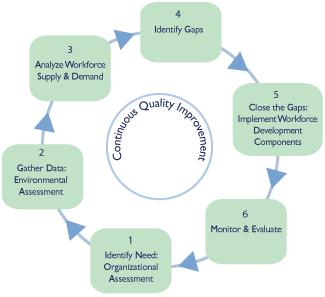 4
Identify Gaps
3
Analyze Workforce
Supply & Demand
5
Close the Gaps:
Implement Workforce
Development
Components
Continuous Quality Improvement
2
Gather Data:
Environmental
Assessment
6
Monitor & Evaluate
1
Identify Need:
Organizational
Assessment